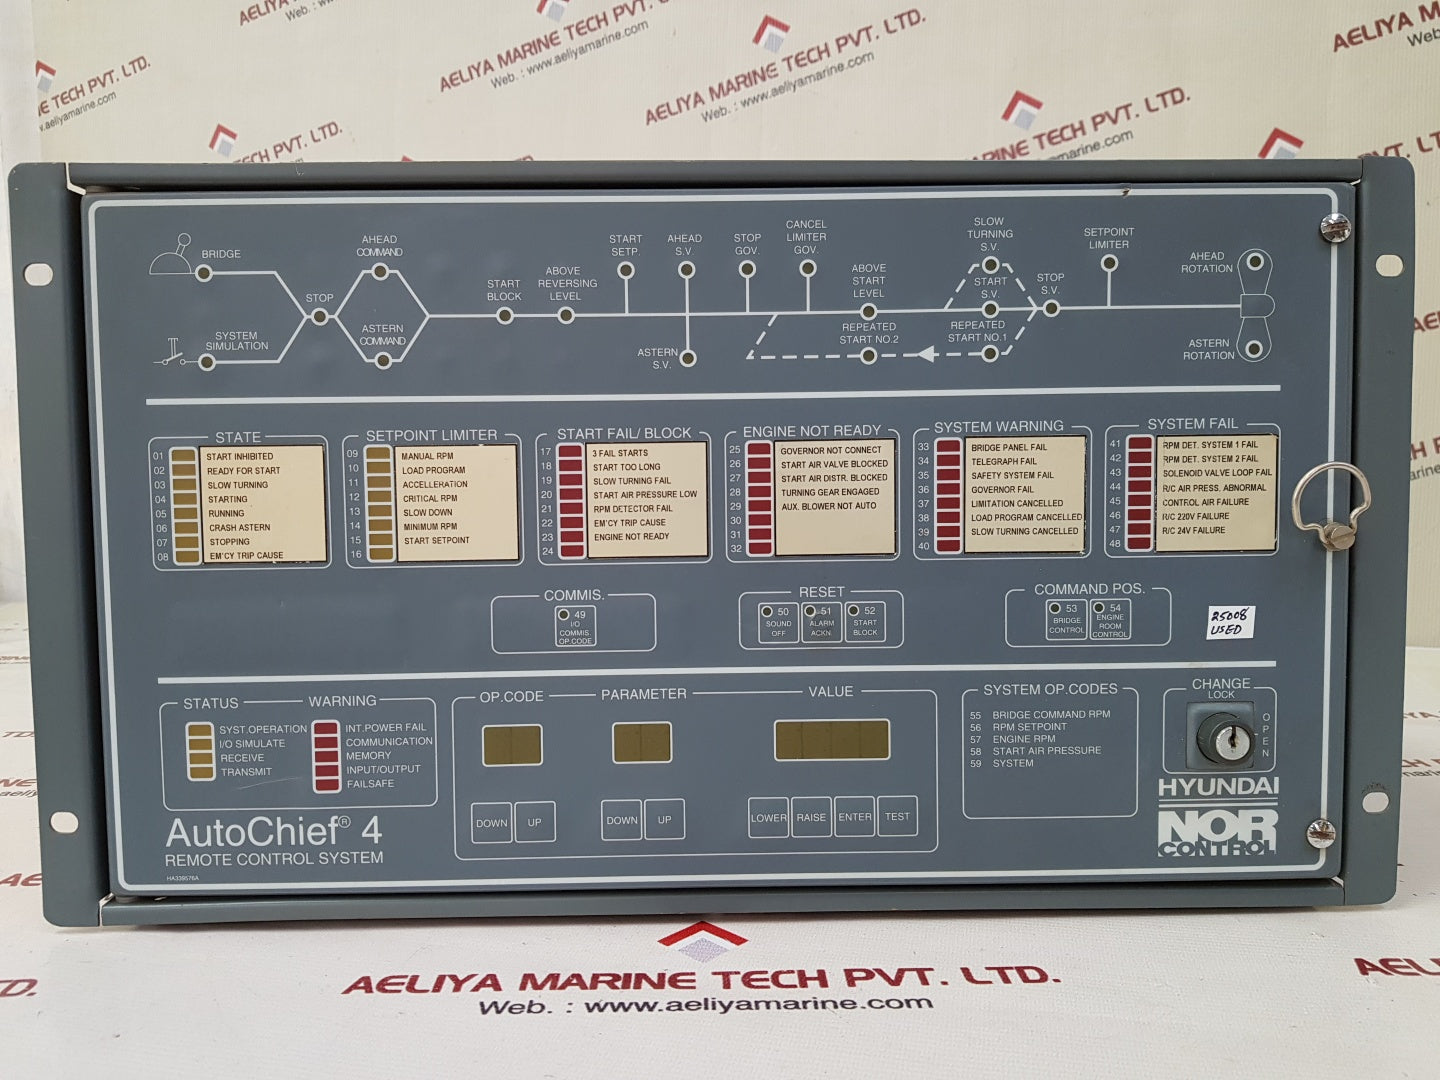 AELIYA MARINE TECH PVT. LTD.
Web. : www.aeliyamarine.com
BRIDGE
SYSTEM
SIMULATION
STOP
AHEAD
COMMAND
ASTERN
COMMAND
START
BLOCK
ABOVE
REVERSING
LEVEL
START
SETP.
AHEAD
S.V.
ASTERN
S.V.
STOP
GOV.
CANCEL
LIMITER
GOV.
ABOVE
START
LEVEL
REPEATED
START NO.2
SLOW
TURNING
S.V.
START
S.V.
REPEATED
START NO.1
STOP
S.V.
SETPOINT
LIMITER
AHEAD
ROTATION
ASTERN
ROTATION
STATE
01 START INHIBITED
02 READY FOR START
03 SLOW TURNING
04 STARTING
05 RUNNING
06 CRASH ASTERN
07 STOPPING
08 EM'CY TRIP CAUSE
SETPOINT LIMITER
09 MANUAL RPM
10 LOAD PROGRAM
11 ACCELLERATION
12 CRITICAL RPM
13 SLOW DOWN
14 MINIMUM RPM
15 START SETPOINT
16
START FAIL/ BLOCK
17 3 FAIL STARTS
18 START TOO LONG
19 SLOW TURNING FAIL
20 START AIR PRESSURE LOW
21 RPM DETECTOR FAIL
22 EM'CY TRIP CAUSE
23 ENGINE NOT READY
24
ENGINE NOT READY
25 GOVERNOR NOT CONNECT
26 START AIR VALVE BLOCKED
27 START AIR DISTR. BLOCKED
28 TURNING GEAR ENGAGED
29 AUX. BLOWER NOT AUTO
30
31
32
SYSTEM WARNING
33 BRIDGE PANEL FAIL
34 TELEGRAPH FAIL
35 SAFETY SYSTEM FAIL
36 GOVERNOR FAIL
37 LIMITATION CANCELLED
38 LOAD PROGRAM CANCELLED
39 SLOW TURNING CANCELLED
40
SYSTEM FAIL
41 RPM DET. SYSTEM 1 FAIL
42 RPM DET. SYSTEM 2 FAIL
43 SOLENOID VALVE LOOP FAIL
44 R/C AIR PRESS. ABNORMAL
45 CONTROL AIR FAILURE
46 R/C 220V FAILURE
47 R/C 24V FAILURE
48
COMMIS.
49
I/O
COMMIS.
OP.CODE
RESET
50
SOUND
OFF
51
ALARM
ACKN.
52
START
BLOCK
COMMAND POS.
53
BRIDGE
CONTROL
54
ENGINE
ROOM
CONTROL
25008
USED
STATUS
SYST.OPERATION
I/O SIMULATE
RECEIVE
TRANSMIT
WARNING
INT.POWER FAIL
COMMUNICATION
MEMORY
INPUT/OUTPUT
FAILSAFE
OP.CODE
DOWN UP
PARAMETER
DOWN UP
VALUE
LOWER RAISE ENTER TEST
SYSTEM OP.CODES
55 BRIDGE COMMAND RPM
56 RPM SETPOINT
57 ENGINE RPM
58 START AIR PRESSURE
59 SYSTEM
CHANGE
LOCK
OPEN
HYUNDAI
NOR
CONTROL
AutoChief® 4
REMOTE CONTROL SYSTEM
HA339576A
AELIYA MARINE TECH PVT. LTD.
Web. : www.aeliyamarine.com